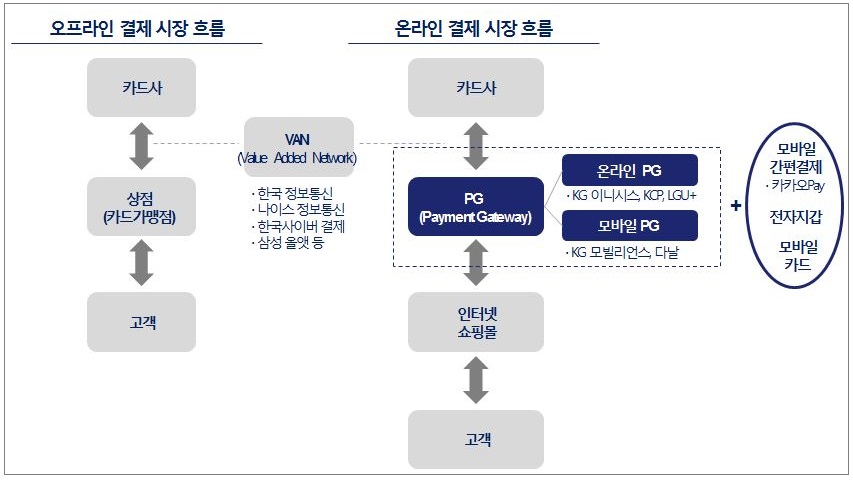 오프라인 결제 시장 흐름
카드사
상점
(카드가맹점)
고객
VAN
(Value Added Network)
· 한국 정보통신
· 나이스 정보통신
· 한국사이버 결제
· 삼성 올앳 등
온라인 결제 시장 흐름
카드사
PG
(Payment Gateway)
온라인 PG
· KG 이니시스, KCP, LGU+
모바일 PG
· KG 모빌리언스, 다날
인터넷
쇼핑몰
고객
+
모바일
간편결제
· 카카오Pay
전자지갑
모바일
카드